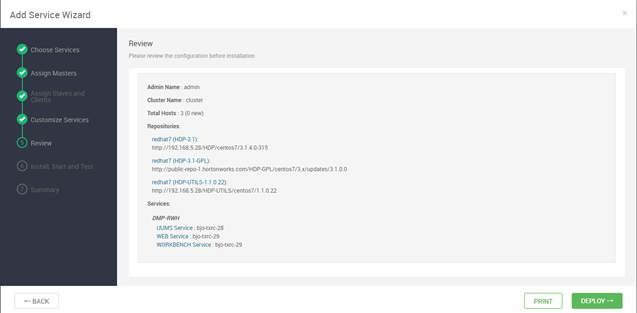 Add Service Wizard
×
Choose Services
Assign Masters
Assign Slaves and
Clients
Customize Services
5 Review
6 Install, Start and Test
7 Summary
Review
Please review the configuration before installation
Admin Name : admin
Cluster Name : cluster
Total Hosts : 3 (0 new)
Repositories:
redhat7 (HDP-3.1):
http://192.168.5.28/HDP/centos7/3.1.4.0-315
redhat7 (HDP-3.1-GPL):
http://public-repo-1.hortonworks.com/HDP-GPL/centos7/3.x/updates/3.1.0.0
redhat7 (HDP-UTILS-1.1.0.22):
http://192.168.5.28/HDP-UTILS/centos7/1.1.0.22
Services:
DMP-RWH
UUMS Service : bjo-txrc-28
WEB Service : bjo-txrc-29
WORKBENCH Service : bjo-txrc-29
← BACK
PRINT
DEPLOY →